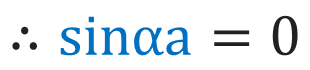 ∴ sinαa = 0